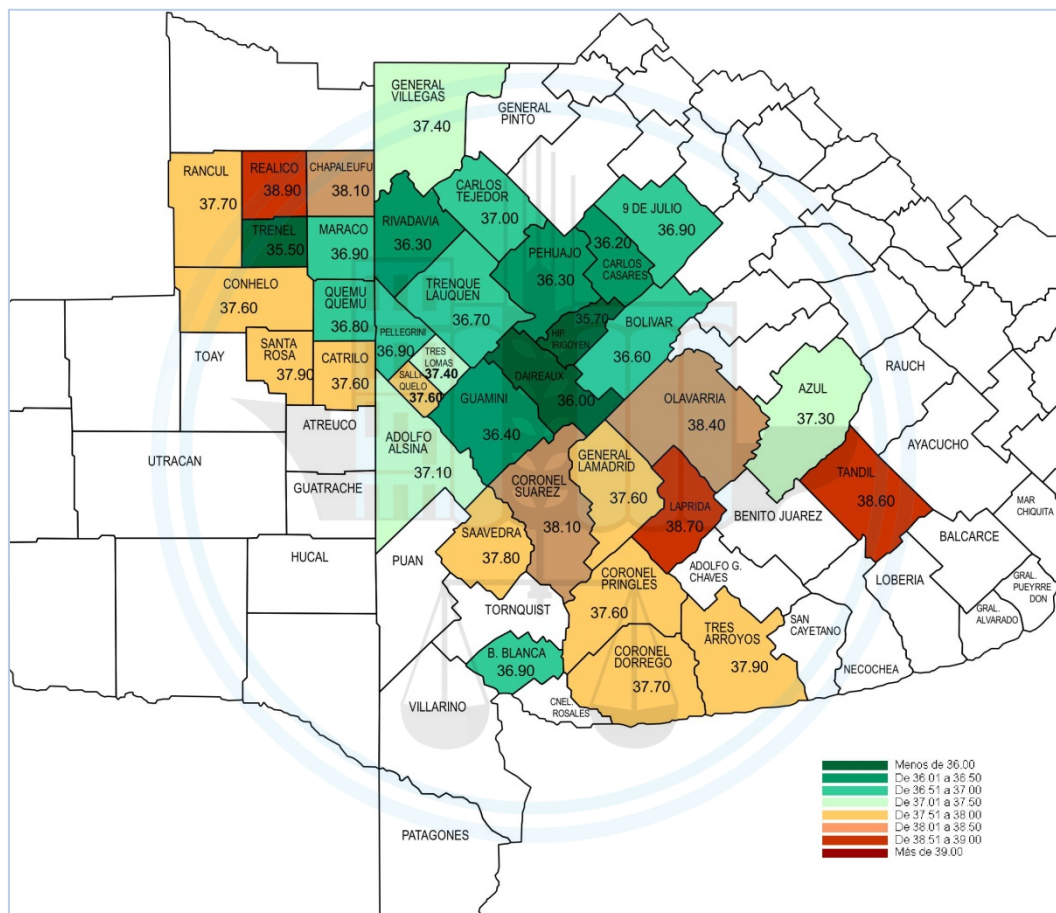 GENERAL
VILLEGAS
37.40
GENERAL
PINTO
RANCUL
37.70
REALICO
38.90
CHAPALEUFU
38.10
TRENEL
35.50
MARACO
36.90
RIVADAVIA
36.30
CARLOS
TEJEDOR
37.00
9 DE JULIO
36.90
PEHUAJO
36.30
36.20
CARLOS
CASARES
CONHELO
37.60
QUEMU
QUEMU
36.80
TRENQUE
LAUQUEN
36.70
35.70
HIP.
IRIGOYEN
BOLIVAR
36.60
TOAY
SANTA
ROSA
37.90
CATRILO
37.60
PELLEGRINI
36.90
TRES
LOMAS
37.40
37.60
DAIREAUX
36.00
GUAMINI
36.40
OLAVARRIA
38.40
AZUL
37.30
RAUCH
AYACUCHO
ATREUCO
UTRACAN
GUATRACHE
ADOLFO
ALSINA
37.10
CORONEL
SUAREZ
38.10
GENERAL
LAMADRID
37.60
LAPRIDA
38.70
TANDIL
38.60
BENITO JUAREZ
MAR
CHIQUITA
BALCARCE
HUCAL
PUAN
SAAVEDRA
37.80
ADOLFO G.
CHAVES
LOBERIA
GRAL.
PUEYRRE
DON
GRAL.
ALVARADO
TORNQUIST
CORONEL
PRINGLES
37.60
SAN
CAYETANO
TRES
ARROYOS
37.90
NECOCHEA
B. BLANCA
36.90
CORONEL
DORREGO
37.70
VILLARINO
CNEL.
ROSALES
PATAGONES
Menos de 36.00
De 36.01 a 36.50
De 36.51 a 37.00
De 37.01 a 37.50
De 37.51 a 38.00
De 38.01 a 38.50
De 38.51 a 39.00
Más de 39.00